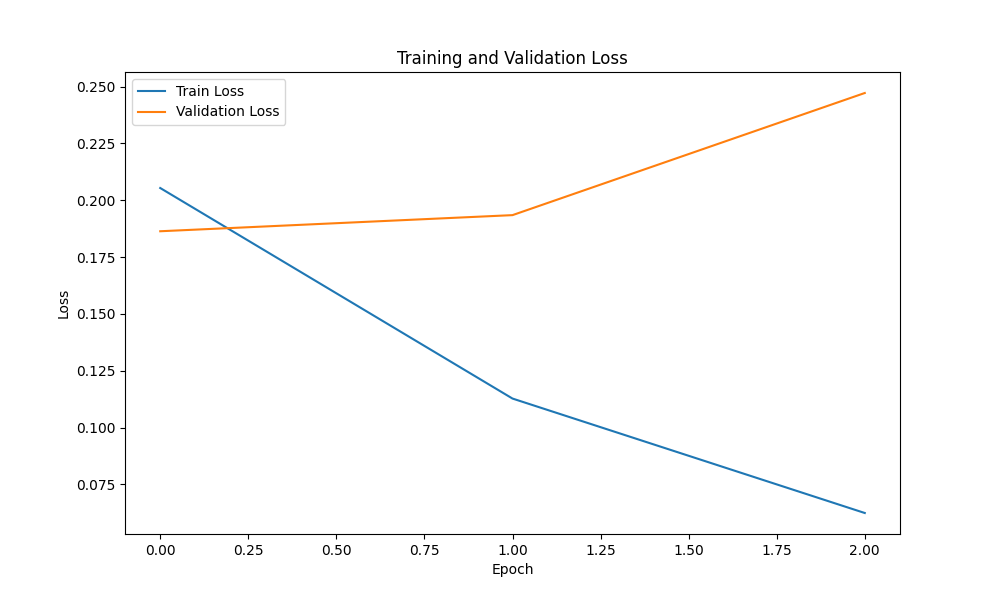 Training and Validation Loss
Train Loss
Validation Loss
0.250
0.225
0.200
0.175
0.150
0.125
0.100
0.075
Loss
0.00 0.25 0.50 0.75 1.00 1.25 1.50 1.75 2.00
Epoch